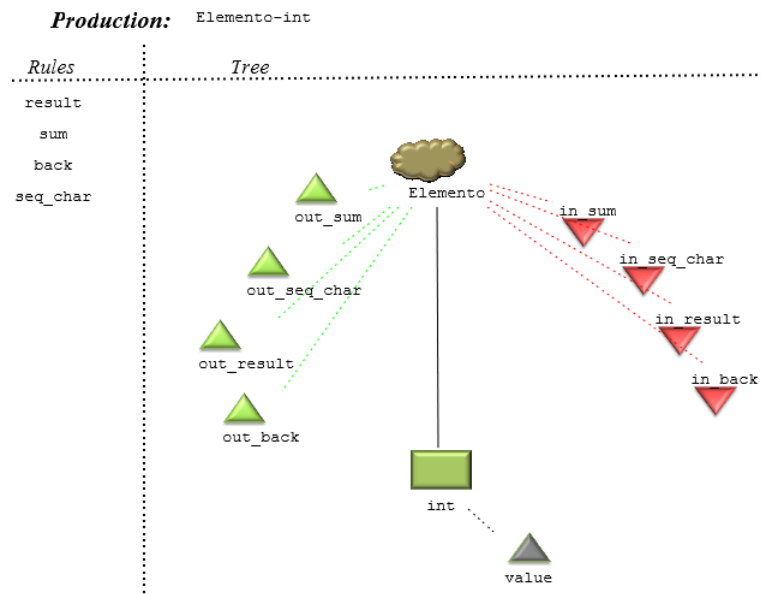 Production: Elemento-int
Rules Tree
result
sum
back
seq_char
Elemento
out_sum
in_sum
out_seq_char
in_seq_char
out_result
in_result
out_back
in_back
int
value